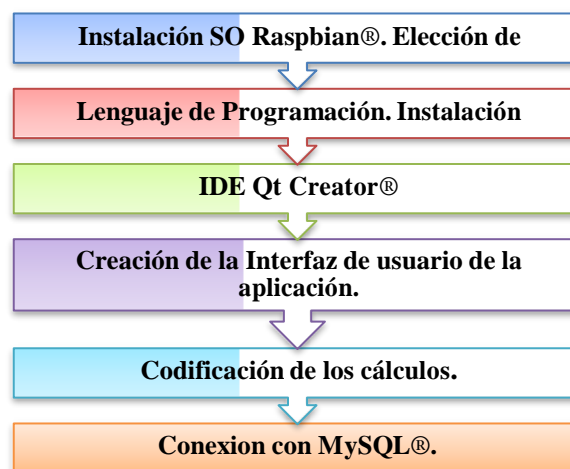 Instalación SO Raspbian®. Elección de
Lenguaje de Programación. Instalación
IDE Qt Creator®
Creación de la Interfaz de usuario de la
aplicación.
Codificación de los cálculos.
Conexion con MySQL®.